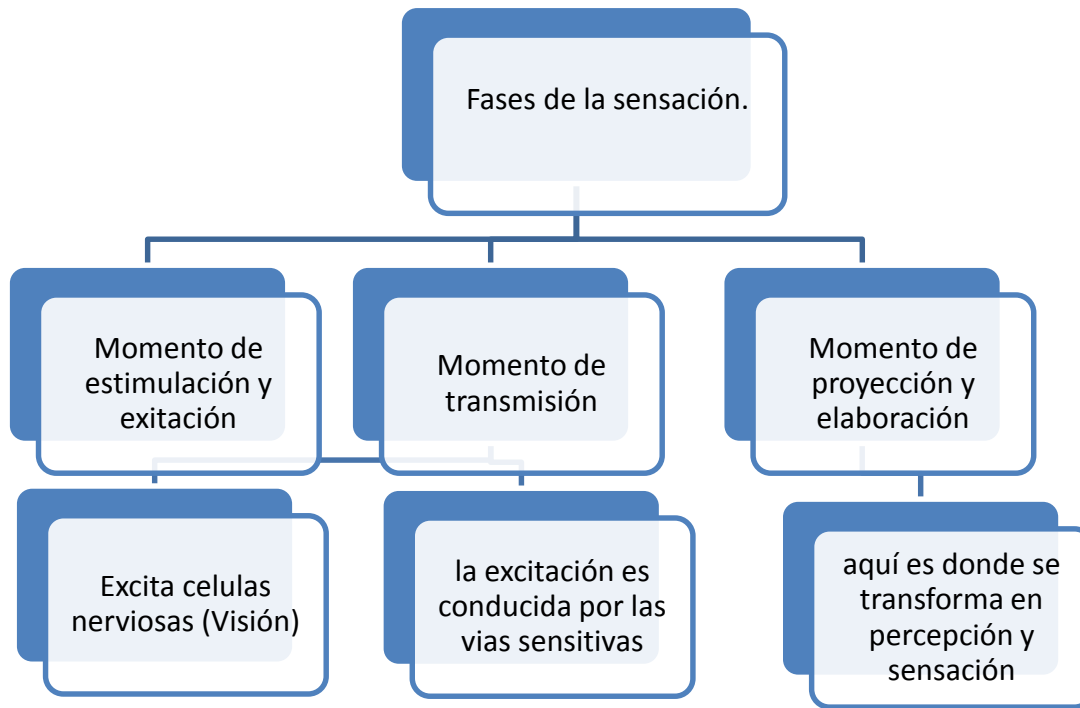 Fases de la sensación.
Momento de
estimulación y
exitación
Momento de
transmisión
Momento de
proyección y
elaboración
Excita celulas
nerviosas (Visión)
la excitación es
conducida por las
vias sensitivas
aquí es donde se
transforma en
percepción y
sensación